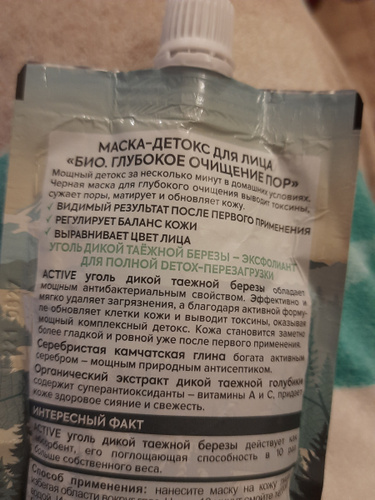 МАСКА-ДЕТОКС ДЛЯ ЛИЦА
«БИО. ГЛУБОКОЕ ОЧИЩЕНИЕ ПОР»
Мощный детокс за несколько минут в домашних условиях.
Черная маска для глубокого очищения выводит токсины,
сужает поры, матирует и обновляет кожу.
✓ ВИДИМЫЙ РЕЗУЛЬТАТ ПОСЛЕ ПЕРВОГО ПРИМЕНЕНИЯ
✓ РЕГУЛИРУЕТ БАЛАНС КОЖИ
✓ ВЫРАВНИВАЕТ ЦВЕТ ЛИЦА
УГОЛЬ ДИКОЙ ТАЁЖНОЙ БЕРЕЗЫ – ЭКСФОЛИАНТ
ДЛЯ ПОЛНОЙ DETOX-ПЕРЕЗАГРУЗКИ
ACTIVE уголь дикой таежной березы обладает
мощным антибактериальным свойством. Эффективно и
мягко удаляет загрязнения, а благодаря активной форму-
ле обновляет клетки кожи и выводит токсины, оказывая
мощный комплексный детокс. Кожа становится заметно
более гладкой и ровной уже после первого применения.
Серебристая камчатская глина богата активным
серебром – мощным природным антисептиком.
Органический экстракт дикой таежной голубики
содержит суперантиоксиданты – витамины А и С, придает
коже здоровое сияние и свежесть.
ИНТЕРЕСНЫЙ ФАКТ
ACTIVE уголь дикой таежной березы действует как
сорбент, его поглощающая способность в 10 раз
больше собственного веса.
Способ применения: нанесите маску на кожу
избегая области вокруг